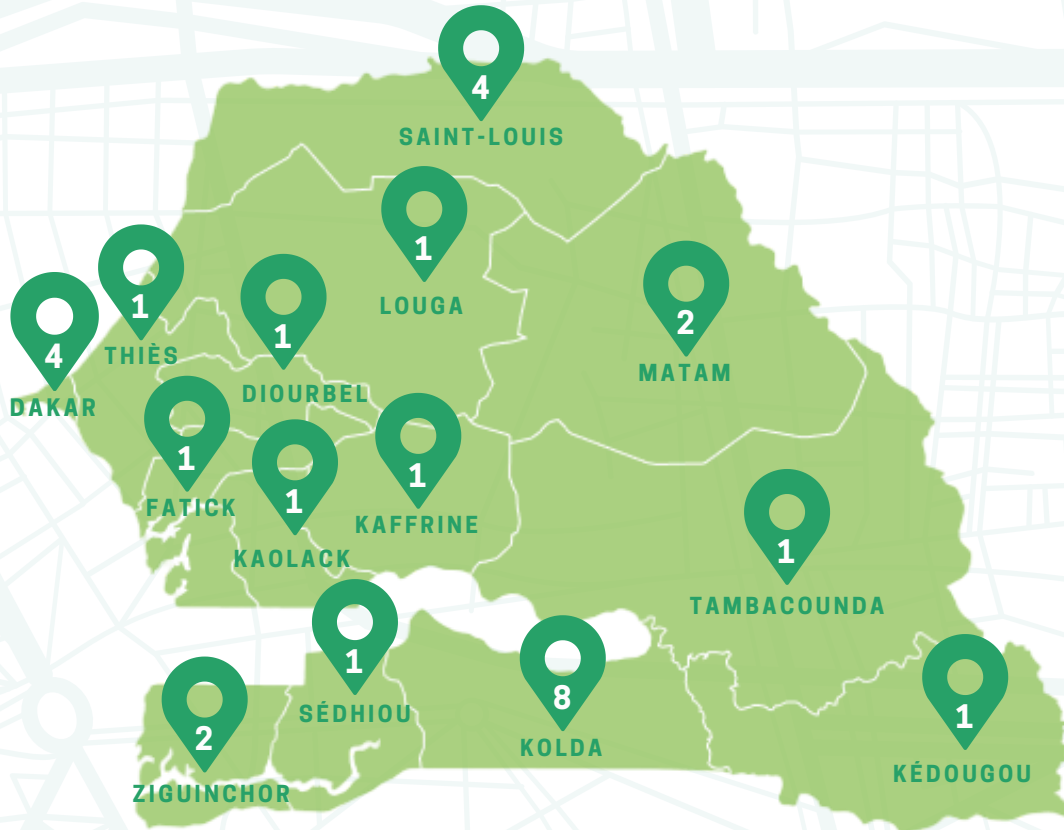 4
SAINT-LOUIS
1
LOUGA
1
THIÈS
2
MATAM
1
DIOURBEL
4
DAKAR
1
FATICK
1
KAFFRINE
1
KAOLACK
1
TAMBACOUNDA
1
SÉDHIOU
8
KOLDA
1
KÉDOUGOU
2
ZIGUINCHOR